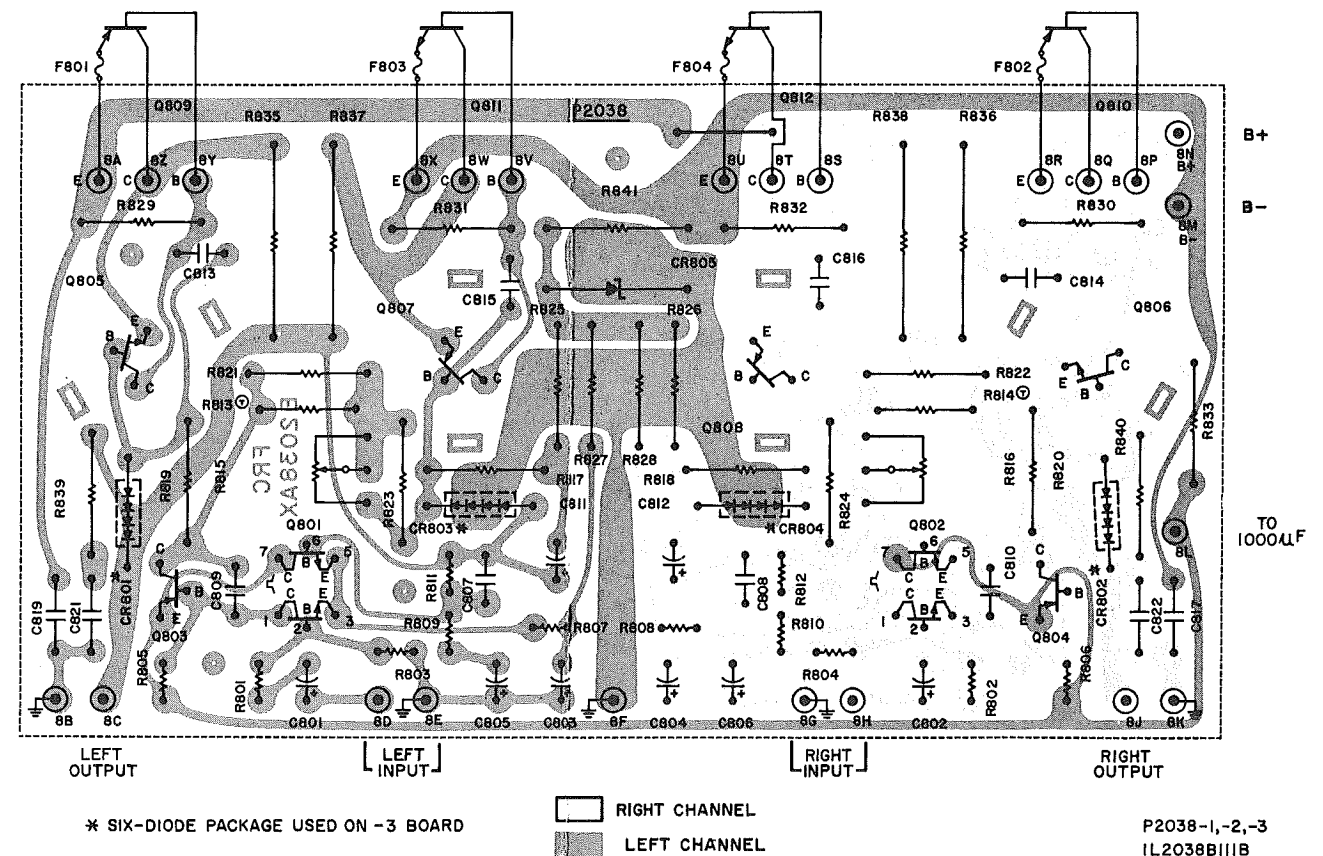 F801
F803
F804
F802
Q809
R835
R837
Q811
P2038
Q812
R838
R836
Q810
B+
8A
8Z
8Y
8X
8W
8V
8U
8T
8S
8R
8Q
8P
8N
B+
E
C
B
E
C
B
E
C
B
E
C
B
R829
R831
R841
R832
R830
B-
8M
B-
Q805
C813
Q807
C815
CR805
C816
C814
Q806
R825
R826
E
B
C
E
B
C
E
B
C
E
C
B
R821
R813 T
R822
R814 T
E2038AX
FRC
Q808
R833
R840
R839
R819
R815
R823
R817
R827
R828
R818
R824
R816
R820
C811
C812
CR803 *
* CR804
Q801
Q802
TO
1000µF
8L
7
6
5
C
B
E
C
B
E
1
2
3
7
6
5
C
B
E
C
B
E
1
2
3
C
B
E
C
B
E
C819
C821
* CR801
Q803
C809
R811
C807
R809
R807
R808
C808
R812
R810
C810
Q804
* CR802
C822
C817
R805
R801
R803
R804
R802
R806
8B
8C
C801
8D
8E
C805
C803
8F
C804
C806
8G
8H
C802
8J
8K
LEFT
OUTPUT
LEFT
INPUT
RIGHT
INPUT
RIGHT
OUTPUT
* SIX-DIODE PACKAGE USED ON -3 BOARD
RIGHT CHANNEL
LEFT CHANNEL
P2038-1,-2,-3
1L2038B111B